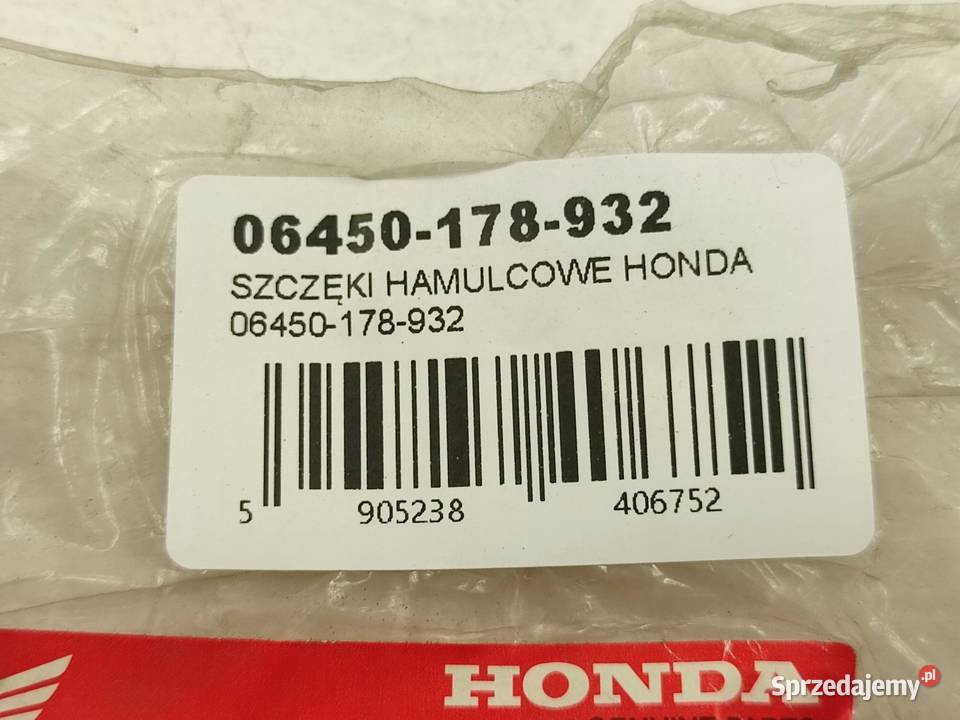 06450-178-932
SZCZĘKI HAMULCOWE HONDA
06450-178-932
5 905238 406752
HONDA
Sprzedajemy.pl